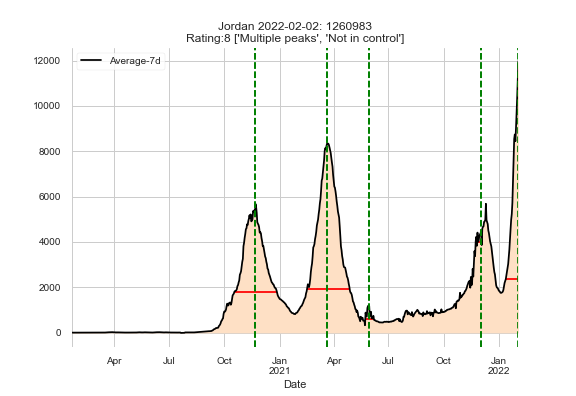 Jordan 2022-02-02: 1260983
Rating:8 ['Multiple peaks', 'Not in control']
Average-7d
12000
10000
8000
6000
4000
2000
0
Apr Jul Oct Jan Apr Jul Oct Jan
2021 2022
Date